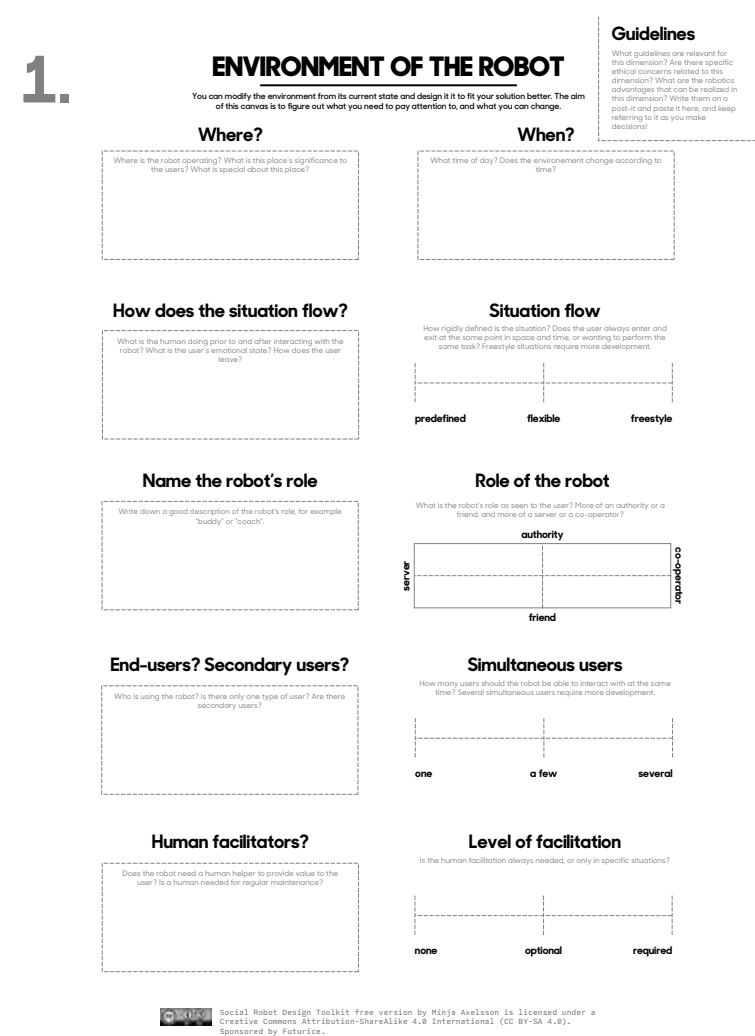 1.
ENVIRONMENT OF THE ROBOT
You can modify the environment from its current state and design it it to fit your solution better. The aim
of this canvas is to figure out what you need to pay attention to, and what you can change.
Guidelines
What guidelines are relevant for
this dimension? Are there specific
ethical concerns related to this
dimension? What are the robotics
advantages that can be realized in
this dimension? Write them on a
post-it and paste it here, and keep
referring to it as you make
decisions!
Where?
Where is the robot operating? What is this place's significance to
the users? What is special about this place?
When?
What time of day? Does the environement change according to
time?
How does the situation flow?
What is the human doing prior to and after interacting with the
robot? What is the user's emotional state? How does the user
leave?
Situation flow
How rigidly defined is the situation? Does the user always enter and
exit at the same point in space and time, or wanting to perform the
same task? Freestyle situations require more development.
predefined flexible freestyle
Name the robot's role
Write down a good description of the robot's role, for example
"buddy" or "coach".
Role of the robot
What is the robot's role as seen to the user? More of an authority or a
friend, and more of a server or a co-operator?
authority
server
co-operator
friend
End-users? Secondary users?
Who is using the robot? Is there only one type of user? Are there
secondary users?
Simultaneous users
How many users should the robot be able to interact with at the same
time? Several simultaneous users require more development.
one a few several
Human facilitators?
Does the robot need a human helper to provide value to the
user? Is a human needed for regular maintenance?
Level of facilitation
Is the human facilitation always needed, or only in specific situations?
none optional required
Social Robot Design Toolkit free version by Minja Axelsson is licensed under a
Creative Commons Attribution-ShareAlike 4.0 International (CC BY-SA 4.0).
Sponsored by Futurice.